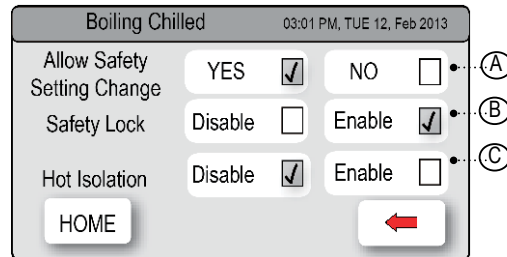 Boiling Chilled 03:01 PM, TUE 12, Feb 2013
Allow Safety Setting Change YES NO A
Safety Lock Disable Enable B
Hot Isolation Disable Enable C
HOME